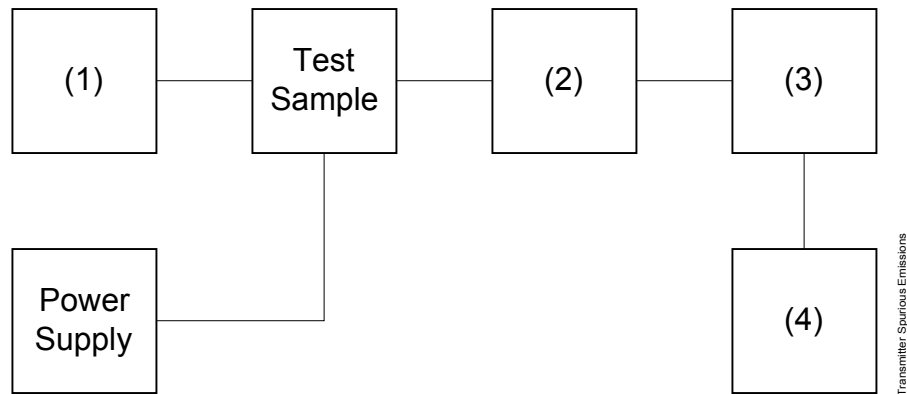 (1)
Test
Sample
(2)
(3)
Power
Supply
(4)
Transmitter Spurious Emissions